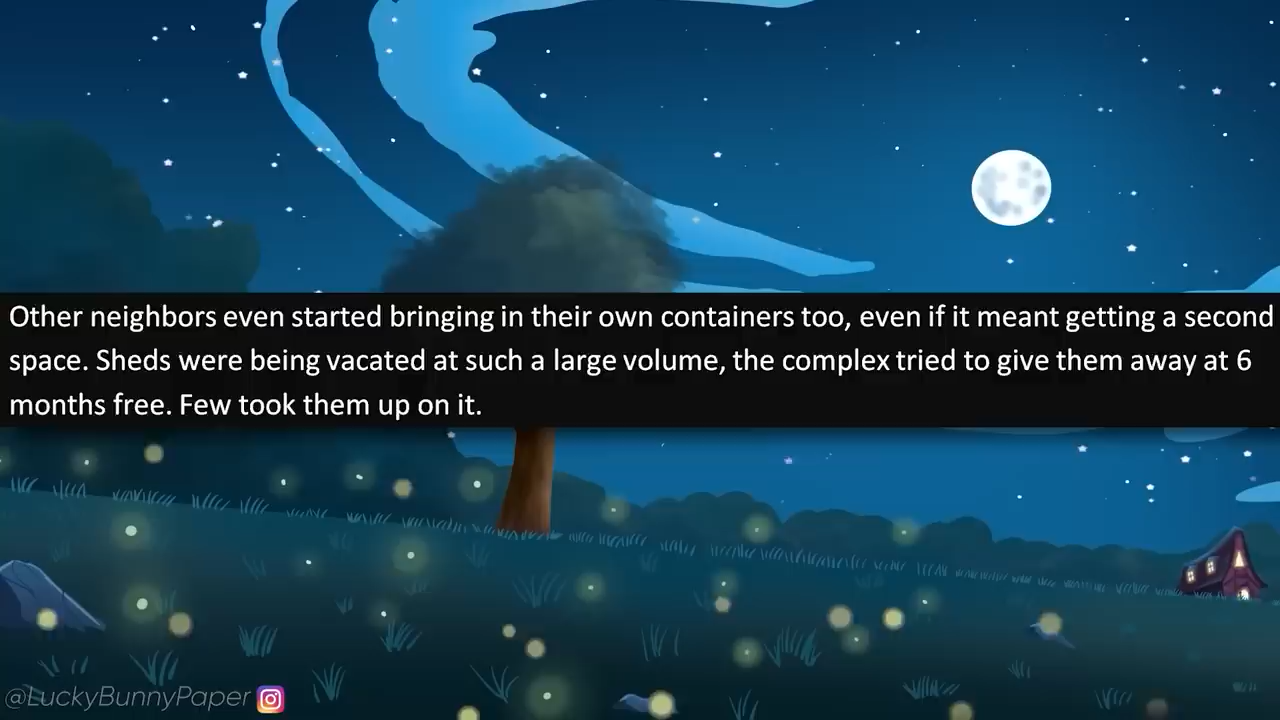 Other neighbors even started bringing in their own containers too, even if it meant getting a second
space. Sheds were being vacated at such a large volume, the complex tried to give them away at 6
months free. Few took them up on it.
@LuckyBunnyPaper